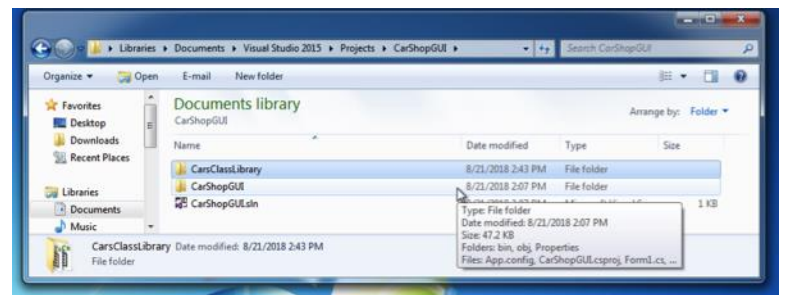 Libraries Documents Visual Studio 2015 Projects CarShopGUI
Search CarShopGUI
Organize Open E-mail New folder
Favorites
Desktop
Downloads
Recent Places
Libraries
Documents
Music
Documents library
CarShopGUI
Arrange by: Folder
Name Date modified Type Size
CarsClassLibrary 8/21/2018 2:43 PM File folder
CarShopGUI 8/21/2018 2:07 PM File folder
CarShopGUI.sln 1 KB
Type: File folder
Date modified: 8/21/2018 2:07 PM
Size: 47.2 KB
Folders: bin, obj, Properties
Files: App.config, CarShopGUI.csproj, Form1.cs, ...
CarsClassLibrary Date modified: 8/21/2018 2:43 PM
File folder